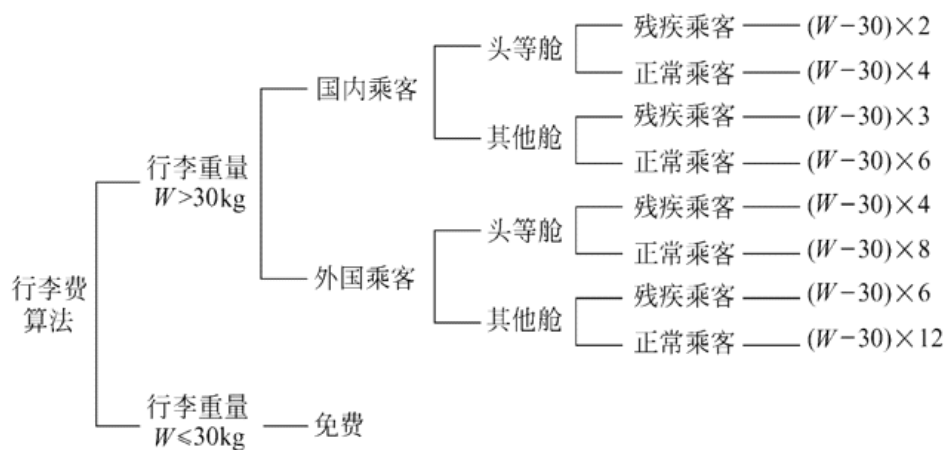 头等舱
残疾乘客
(W-30)×2
正常乘客
(W-30)×4
国内乘客
其他舱
残疾乘客
(W-30)×3
正常乘客
(W-30)×6
行李重量
W>30kg
头等舱
残疾乘客
(W-30)×4
正常乘客
(W-30)×8
外国乘客
其他舱
残疾乘客
(W-30)×6
正常乘客
(W-30)×12
行李费
算法
行李重量
W≤30kg
免费